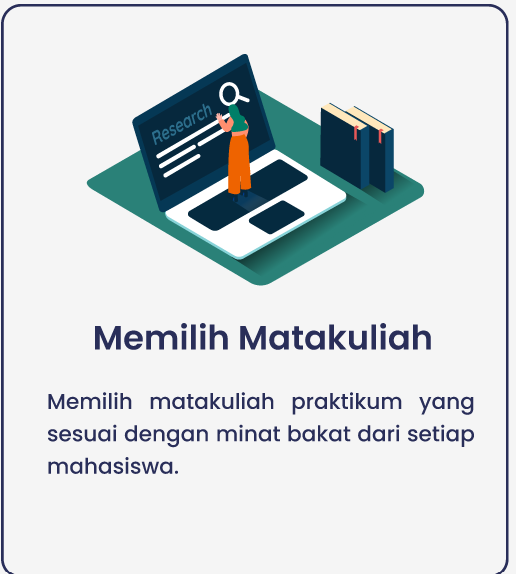 Research
Memilih Matakuliah
Memilih matakuliah praktikum yang
sesuai dengan minat bakat dari setiap
mahasiswa.